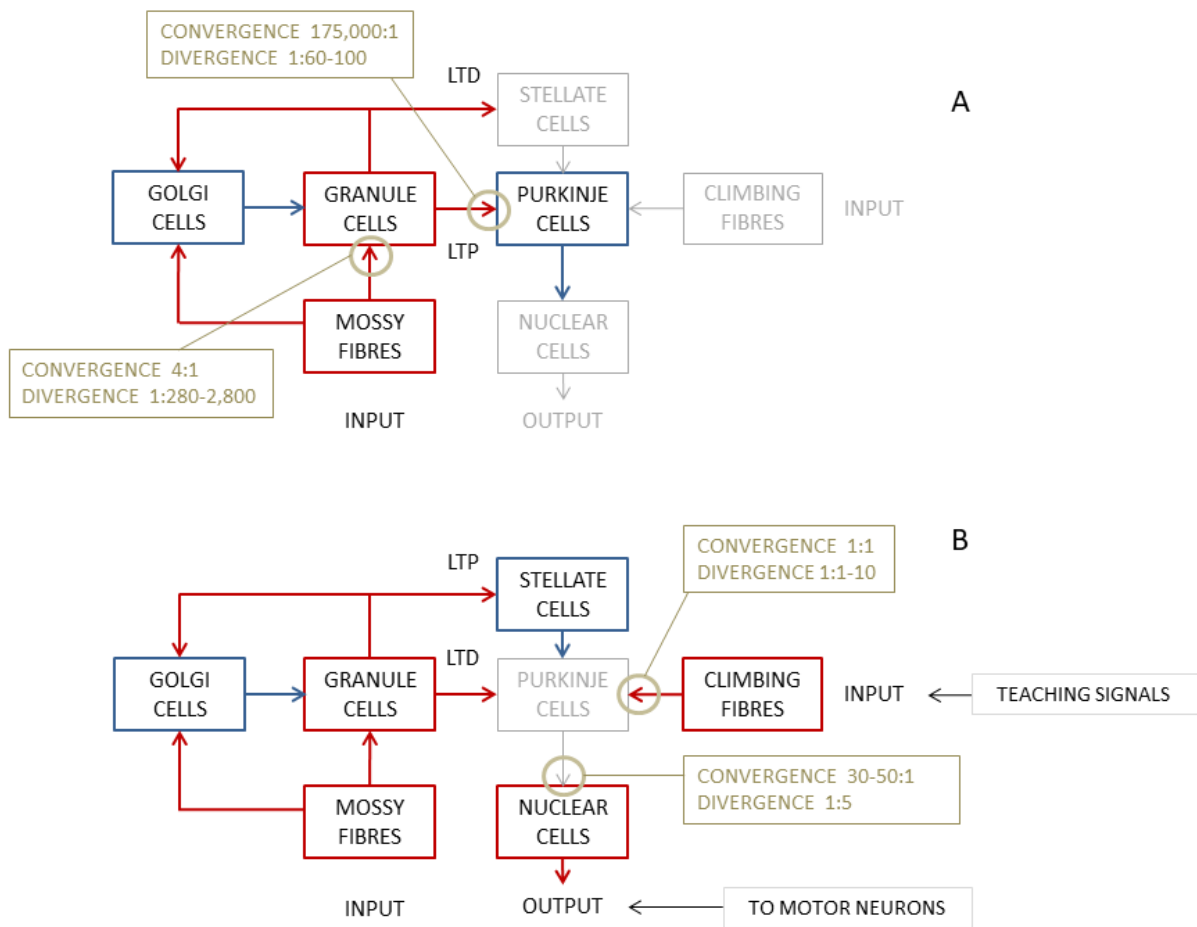 CONVERGENCE 175,000:1
DIVERGENCE 1:60-100
A
LTD
STELLATE
CELLS
GOLGI
CELLS
GRANULE
CELLS
PURKINJE
CELLS
CLIMBING
FIBRES
INPUT
LTP
MOSSY
FIBRES
NUCLEAR
CELLS
CONVERGENCE 4:1
DIVERGENCE 1:280-2,800
INPUT
OUTPUT
B
CONVERGENCE 1:1
DIVERGENCE 1:1-10
LTP
STELLATE
CELLS
LTD
GOLGI
CELLS
GRANULE
CELLS
PURKINJE
CELLS
CLIMBING
FIBRES
INPUT
TEACHING SIGNALS
CONVERGENCE 30-50:1
DIVERGENCE 1:5
MOSSY
FIBRES
NUCLEAR
CELLS
INPUT
OUTPUT
TO MOTOR NEURONS